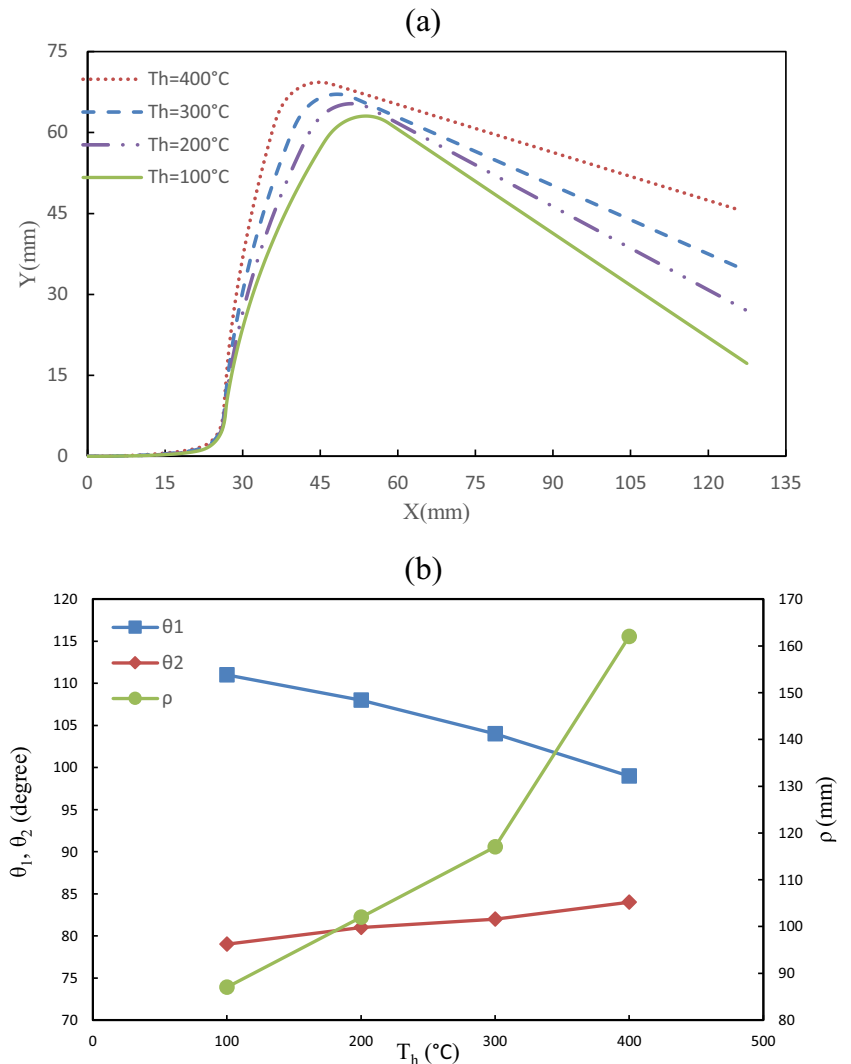 (a)
75
60
45
30
15
0
Y(mm)
Th=400°C
Th=300°C
Th=200°C
Th=100°C
0 15 30 45 60 75 90 105 120 135
X(mm)
(b)
120
115
110
105
100
95
90
85
80
75
70
θ1, θ2 (degree)
θ1
θ2
ρ
170
160
150
140
130
120
110
100
90
80
ρ (mm)
0 100 200 300 400 500
Th (°C)